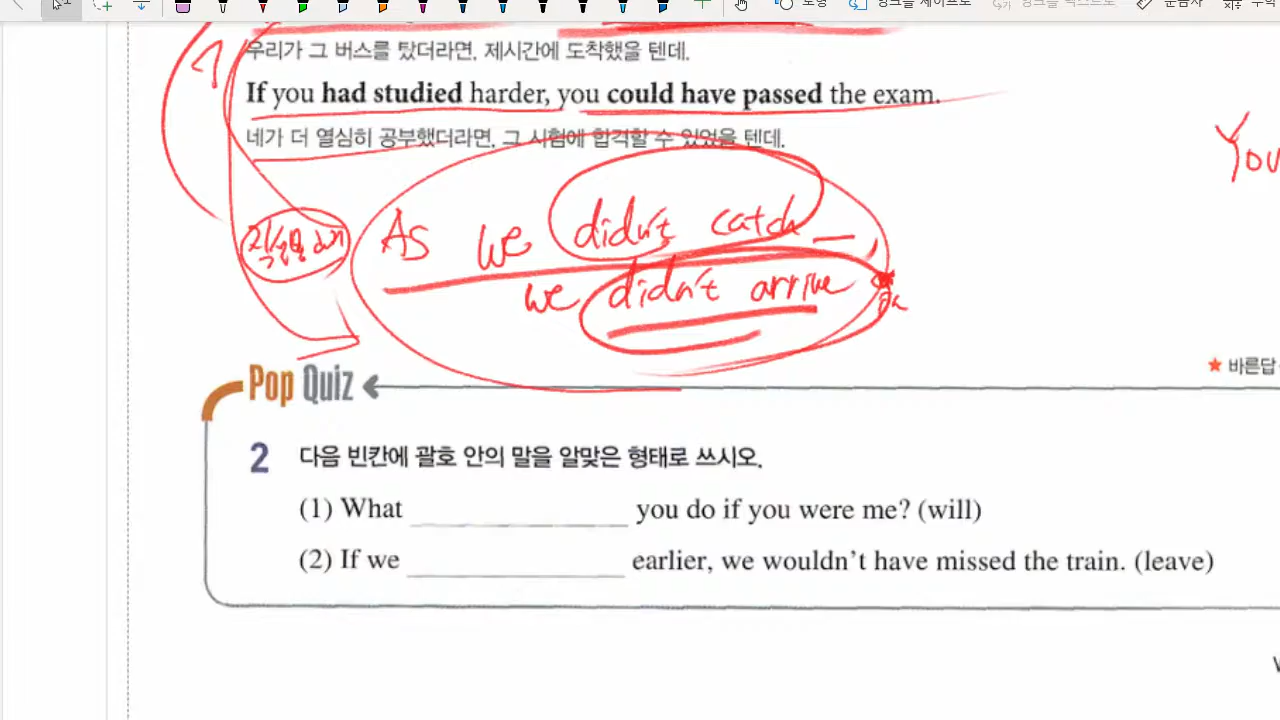 우리가 그 버스를 탔더라면, 제시간에 도착했을 텐데.
If you had studied harder, you could have passed the exam.
네가 더 열심히 공부했더라면, 그 시험에 합격할 수 있었을 텐데.
You
As we didn't catch _,
we didn't arrive
★ 바른답
Pop Quiz
2 다음 빈칸에 괄호 안의 말을 알맞은 형태로 쓰시오.
(1) What ______ you do if you were me? (will)
(2) If we ______ earlier, we wouldn't have missed the train. (leave)